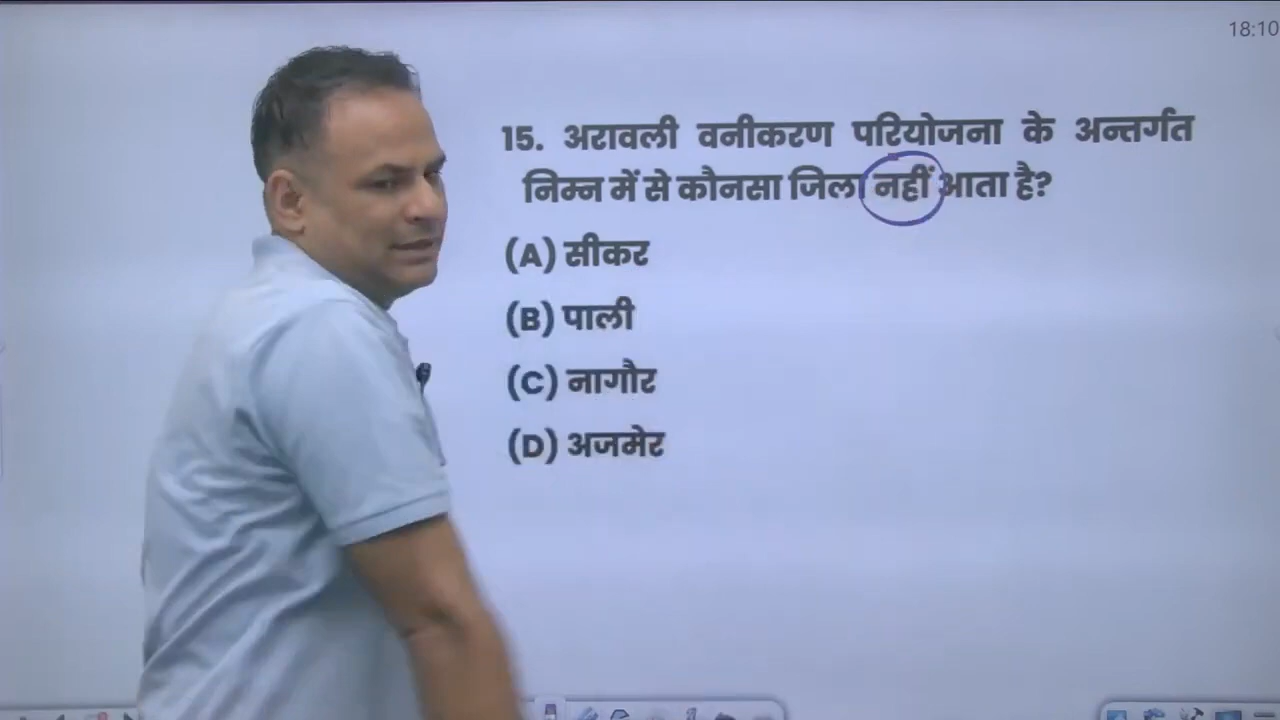 18:10
15. अरावली वनीकरण परियोजना के अन्तर्गत
निम्न में से कौनसा जिला नहीं आता है?
(A) सीकर
(B) पाली
(C) नागौर
(D) अजमेर